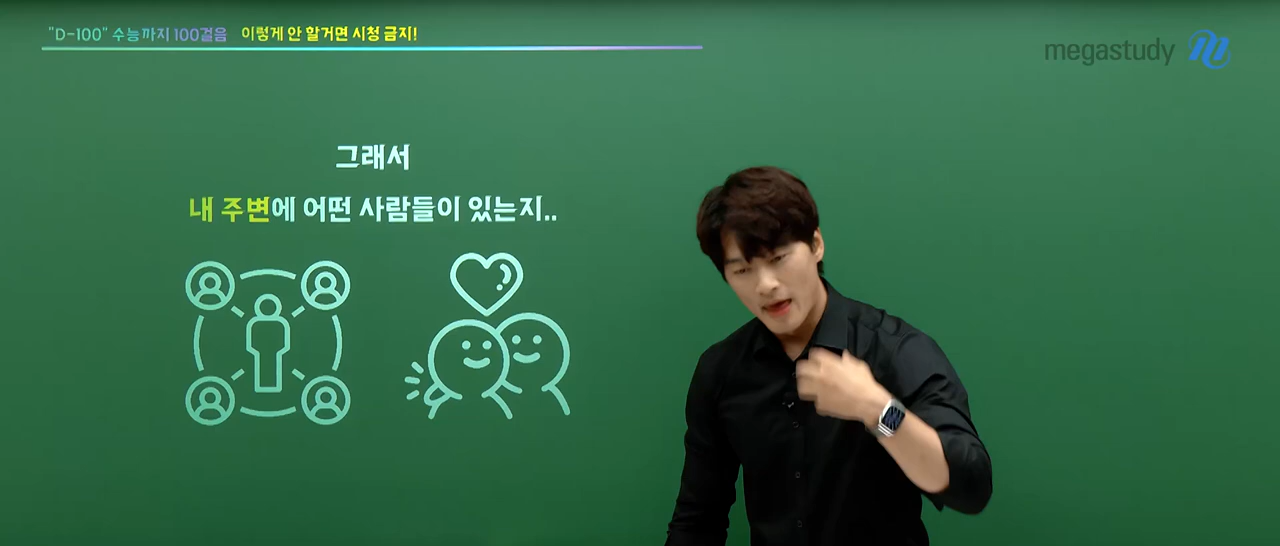 "D-100" 수능까지 100걸음 이렇게 안 할거면 시청 금지!
megastudy
그래서
내 주변에 어떤 사람들이 있는지..